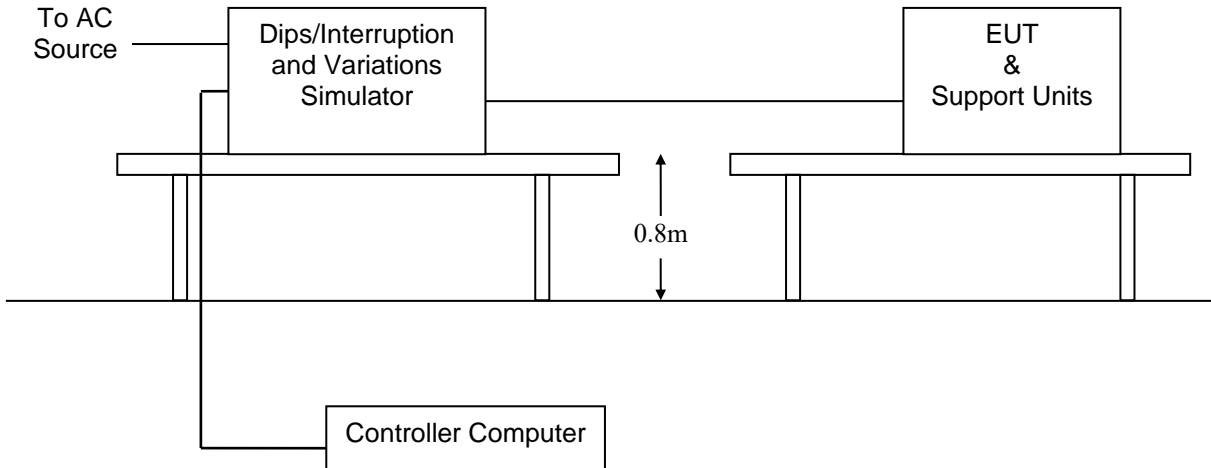 To AC
Source
Dips/Interruption
and Variations
Simulator
EUT
&
Support Units
0.8m
Controller Computer